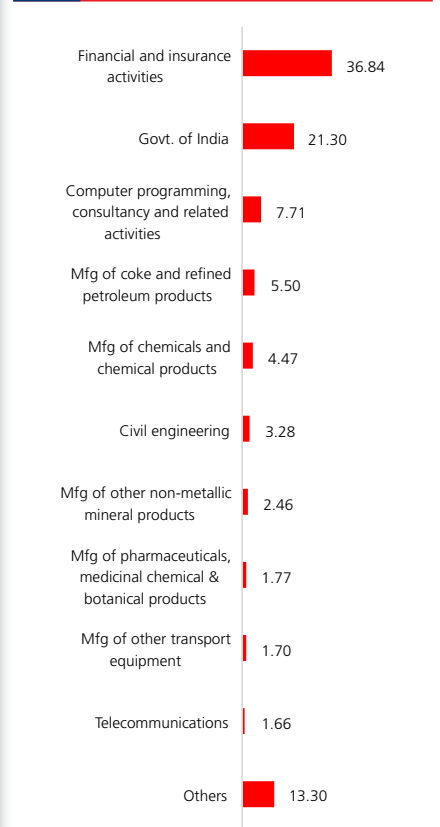 Financial and insurance
activities
36.84
Govt. of India
21.30
Computer programming,
consultancy and related
activities
7.71
Mfg of coke and refined
petroleum products
5.50
Mfg of chemicals and
chemical products
4.47
Civil engineering
3.28
Mfg of other non-metallic
mineral products
2.46
Mfg of pharmaceuticals,
medicinal chemical &
botanical products
1.77
Mfg of other transport
equipment
1.70
Telecommunications
1.66
Others
13.30